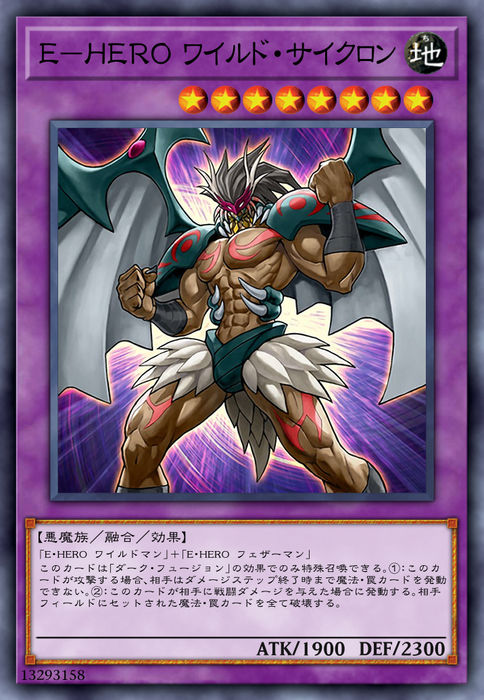 E－HERO ワイルド・サイクロン
ち
地
【悪魔族／融合／効果】
「E・HERO ワイルドマン」＋「E・HERO フェザーマン」
このカードは「ダーク・フュージョン」の効果でのみ特殊召喚できる。①：このカ
ードが攻撃する場合、相手はダメージステップ終了時まで魔法・罠カードを発動
できない。②：このカードが相手に戦闘ダメージを与えた場合に発動する。相手
フィールドにセットされた魔法・罠カードを全て破壊する。
ATK/1900 DEF/2300
13293158